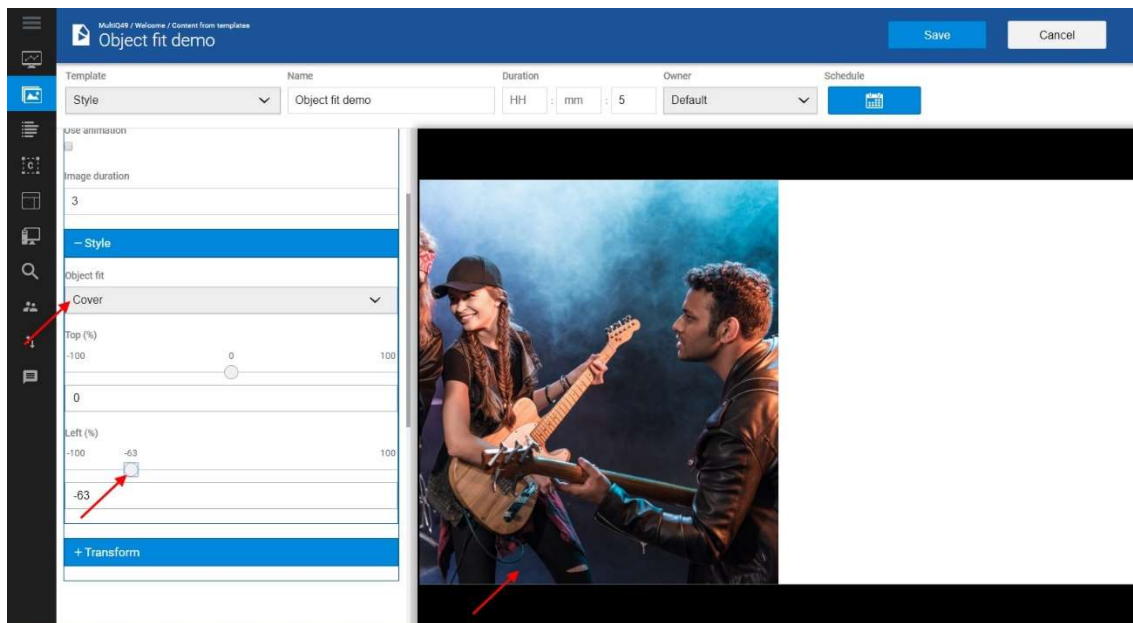 MultiQ49 / Welcome / Content from templates
Object fit demo
Save
Cancel
Template
Name
Duration
Owner
Schedule
Style
Object fit demo
HH : mm : 5
Default
Use animation
Image duration
3
– Style
Object fit
Cover
Top (%)
-100 0 100
0
Left (%)
-100 -63 100
-63
+ Transform